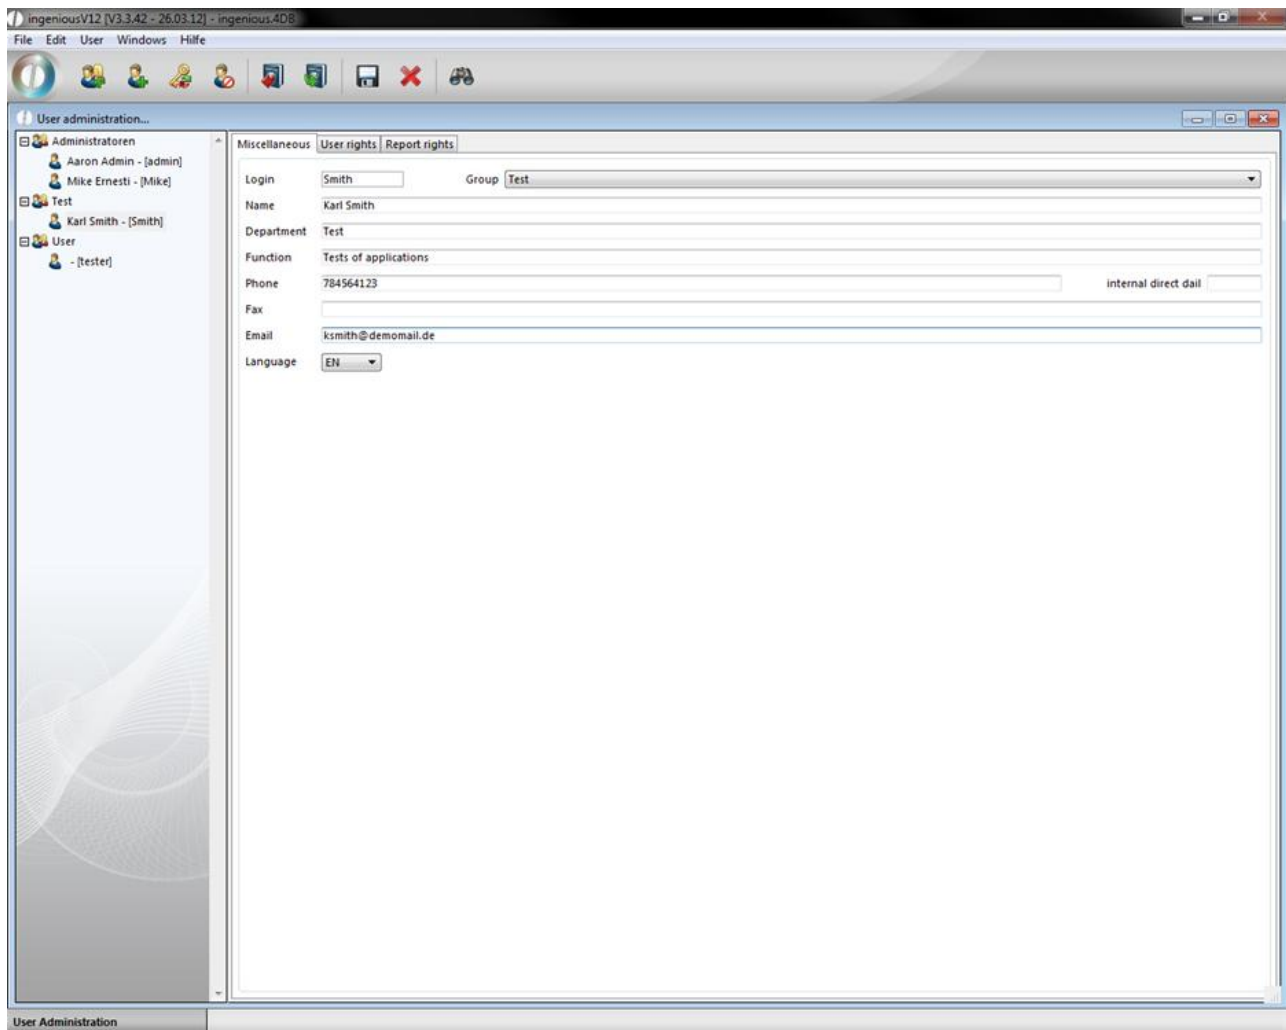 ingeniousV12 [V3.3.42 - 26.03.12] - ingenious.4DB
File Edit User Windows Hilfe
User administration...
Administratoren
Aaron Admin - [admin]
Mike Ernesti - [Mike]
Test
Karl Smith - [Smith]
User
- [tester]
Miscellaneous User rights Report rights
Login Smith Group Test
Name Karl Smith
Department Test
Function Tests of applications
Phone 784564123 internal direct dail
Fax
Email ksmith@demomail.de
Language EN
User Administration